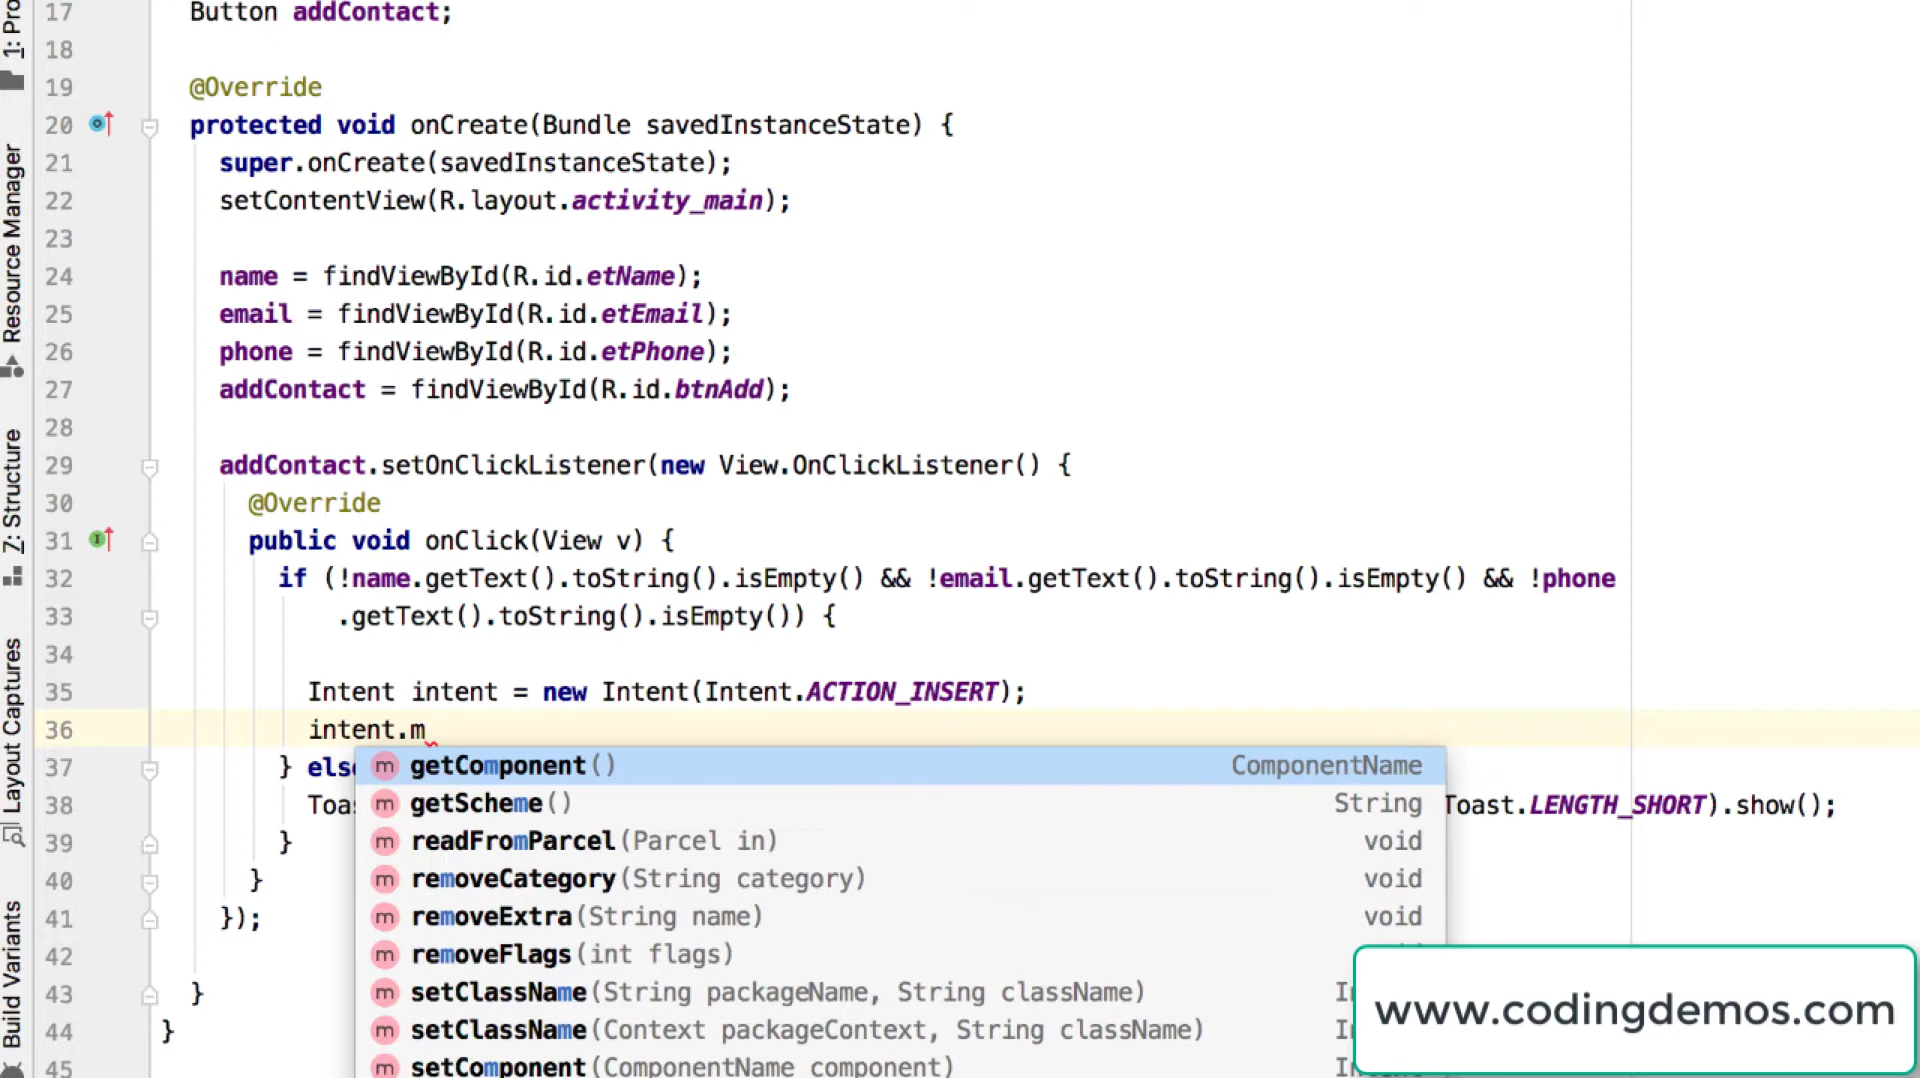 1: Pro
Resource Manager
Z: Structure
Layout Captures
Build Variants
17 Button addContact;
18
19 @Override
20 protected void onCreate(Bundle savedInstanceState) {
21 super.onCreate(savedInstanceState);
22 setContentView(R.layout.activity_main);
23
24 name = findViewById(R.id.etName);
25 email = findViewById(R.id.etEmail);
26 phone = findViewById(R.id.etPhone);
27 addContact = findViewById(R.id.btnAdd);
28
29 addContact.setOnClickListener(new View.OnClickListener() {
30 @Override
31 public void onClick(View v) {
32 if (!name.getText().toString().isEmpty() && !email.getText().toString().isEmpty() && !phone
33 .getText().toString().isEmpty()) {
34
35 Intent intent = new Intent(Intent.ACTION_INSERT);
36 intent.m
37 } else
m getComponent() ComponentName
38 Toas Toast.LENGTH_SHORT).show();
m getScheme() String
39 }
m readFromParcel(Parcel in) void
40 }
m removeCategory(String category) void
41 });
m removeExtra(String name) void
42
m removeFlags(int flags)
43 }
m setClassName(String packageName, String className) In
44 }
m setClassName(Context packageContext, String className) In
45
m setComponent(ComponentName component) In
www.codingdemos.com